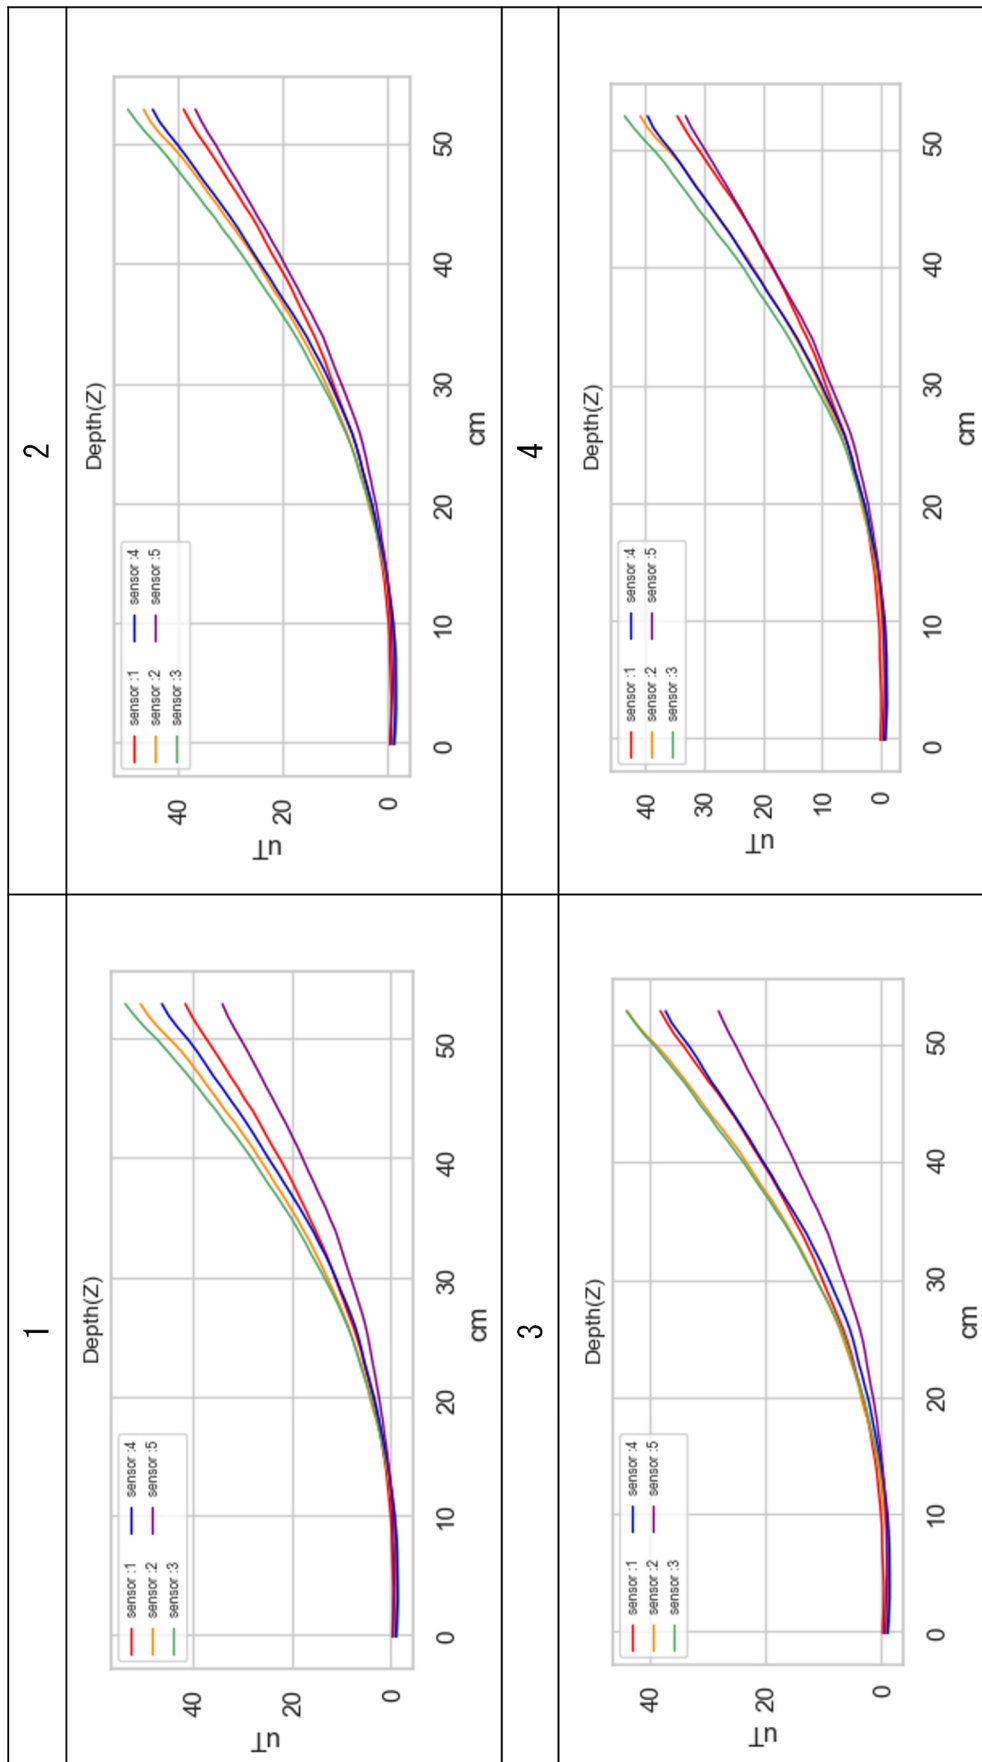 1
Depth(Z)
sensor :1
sensor :2
sensor :3
sensor :4
sensor :5
40
20
0
uT
0
10
20
30
40
50
cm
2
Depth(Z)
sensor :1
sensor :2
sensor :3
sensor :4
sensor :5
40
20
0
uT
0
10
20
30
40
50
cm
3
Depth(Z)
sensor :1
sensor :2
sensor :3
sensor :4
sensor :5
40
20
0
uT
0
10
20
30
40
50
cm
4
Depth(Z)
sensor :1
sensor :2
sensor :3
sensor :4
sensor :5
40
30
20
10
0
uT
0
10
20
30
40
50
cm